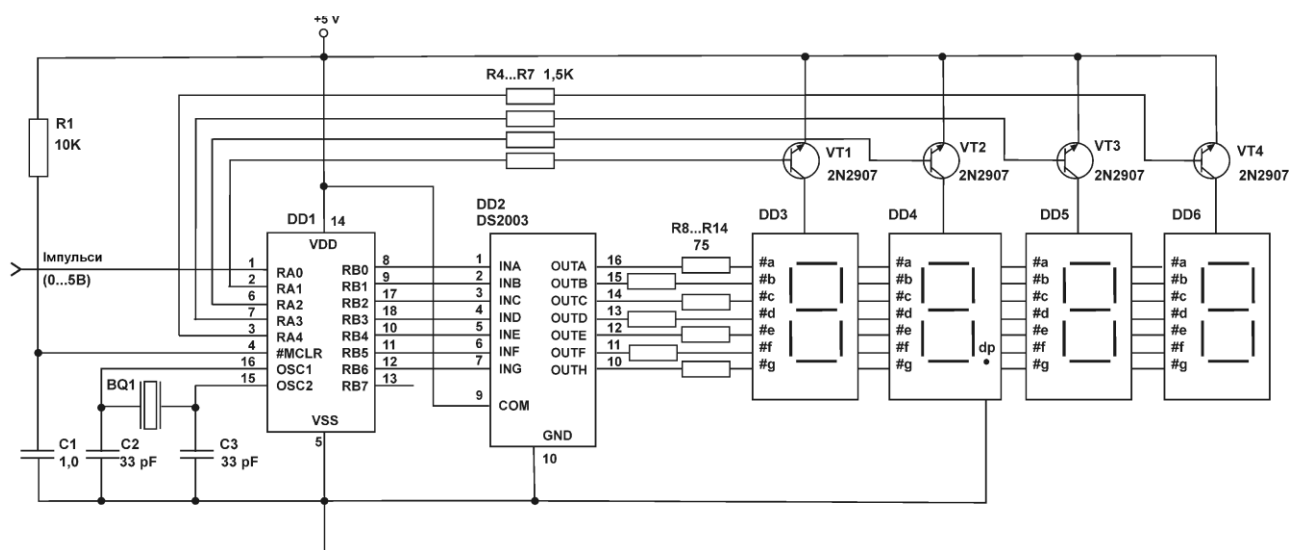 +5 V
R4...R7 1,5K
R1
10K
VT1
2N2907
VT2
2N2907
VT3
2N2907
VT4
2N2907
Імпульси
(0...5В)
DD1
14
VDD
1
RA0
2
RA1
6
RA2
7
RA3
3
RA4
4
#MCLR
16
OSC1
15
OSC2
RB0
8
RB1
9
RB2
17
RB3
18
RB4
10
RB5
11
RB6
12
RB7
13
VSS
5
BQ1
C1
1,0
C2
33 pF
C3
33 pF
DD2
DS2003
1
INA
2
INB
3
INC
4
IND
5
INE
6
INF
7
ING
9
COM
OUTA
16
OUTB
15
OUTC
14
OUTD
13
OUTE
12
OUTF
11
OUTH
10
GND
10
R8...R14
75
DD3
#a
#b
#c
#d
#e
#f
#g
DD4
#a
#b
#c
#d
#e
#f
#g
dp
DD5
#a
#b
#c
#d
#e
#f
#g
DD6
#a
#b
#c
#d
#e
#f
#g